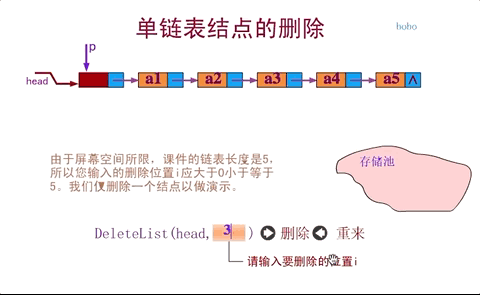 单链表结点的删除
hobo
p
head
a1 a2 a3 a4 a5 ∧
由于屏幕空间所限，课件的链表长度是5，
所以您输入的删除位置i应大于0小于等于
5。我们仅删除一个结点以做演示。
存储池
DeleteList(head, 3 ) 删除 重来
请输入要删除的位置i